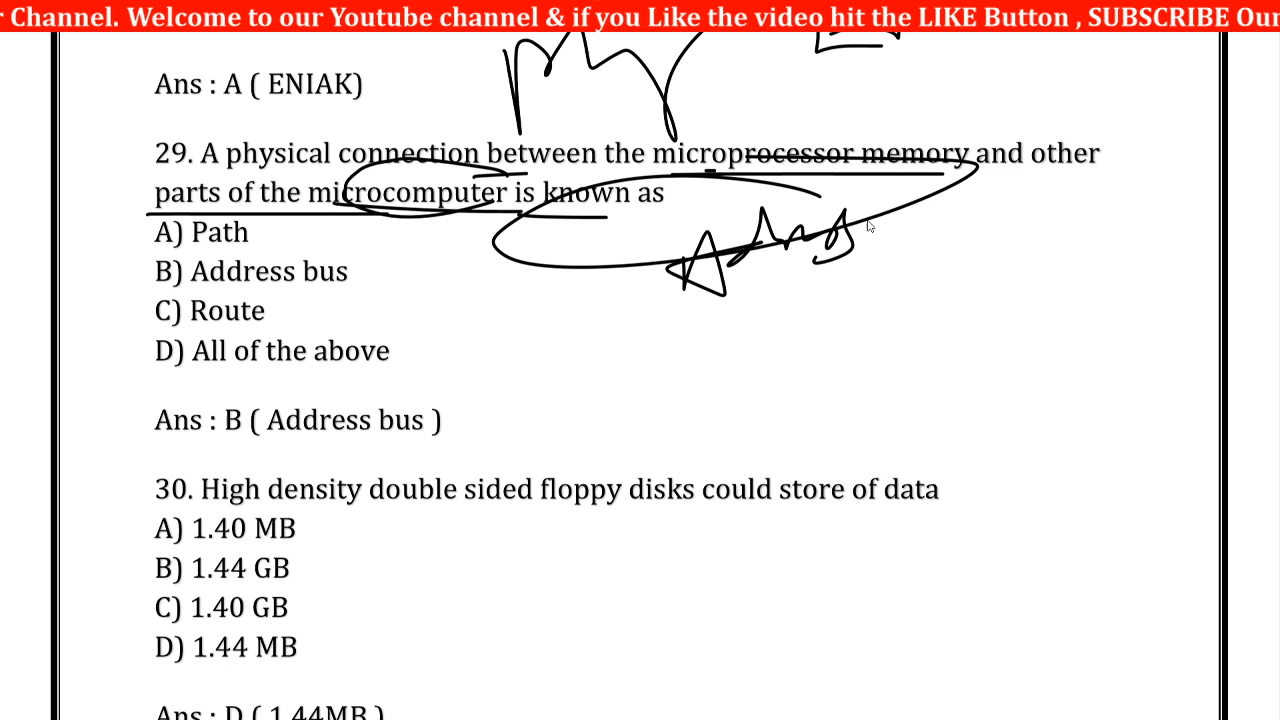 r Channel. Welcome to our Youtube channel & if you Like the video hit the LIKE Button , SUBSCRIBE Our
Ans : A ( ENIAK)
29. A physical connection between the microprocessor memory and other
parts of the microcomputer is known as
A) Path
B) Address bus
C) Route
D) All of the above
Ans : B ( Address bus )
30. High density double sided floppy disks could store of data
A) 1.40 MB
B) 1.44 GB
C) 1.40 GB
D) 1.44 MB
Ans : D ( 1.44MB )